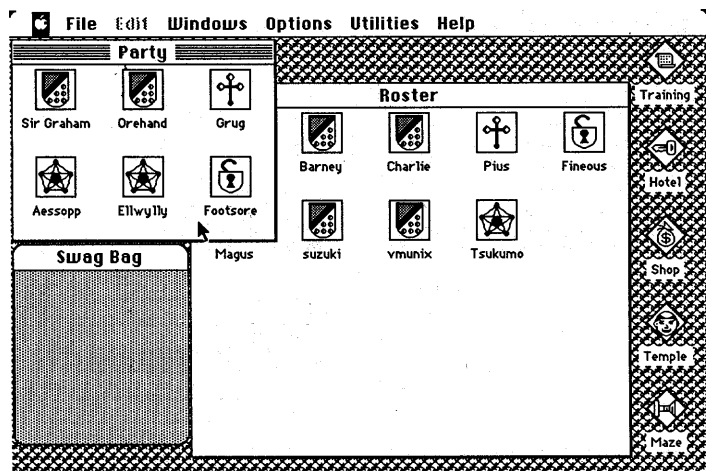 File Edit Windows Options Utilities Help
Party
Sir Graham Orehand Grug
Aessopp Ellwylly Footsore
Roster
Barney Charlie Pius Fineous
Magus suzuki vmunix Tsukumo
Swag Bag
Training
Hotel
Shop
Temple
Maze